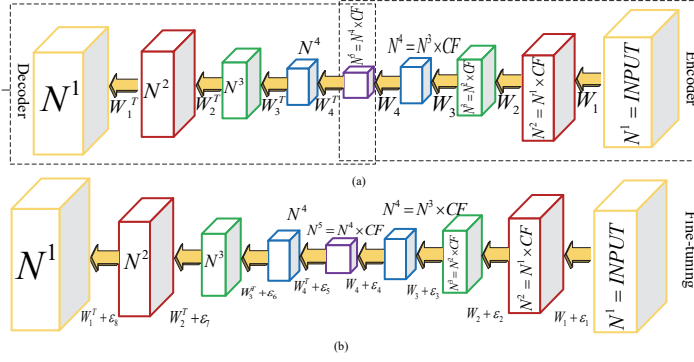 Decoder
N^1
W_1^T
N^2
W_2^T
N^3
W_3^T
N^4
W_4^T
N^5 = N^4 × CF
W_4
N^4 = N^3 × CF
W_3
N^3 = N^2 × CF
W_2
N^2 = N^1 × CF
W_1
N^1 = INPUT
Encoder
(a)
N^1
W_1^T + ε_8
N^2
W_2^T + ε_7
N^3
W_3^T + ε_6
N^4
W_4^T + ε_5
N^5 = N^4 × CF
W_4 + ε_4
N^4 = N^3 × CF
W_3 + ε_3
N^3 = N^2 × CF
W_2 + ε_2
N^2 = N^1 × CF
W_1 + ε_1
N^1 = INPUT
Fine-tuning
(b)